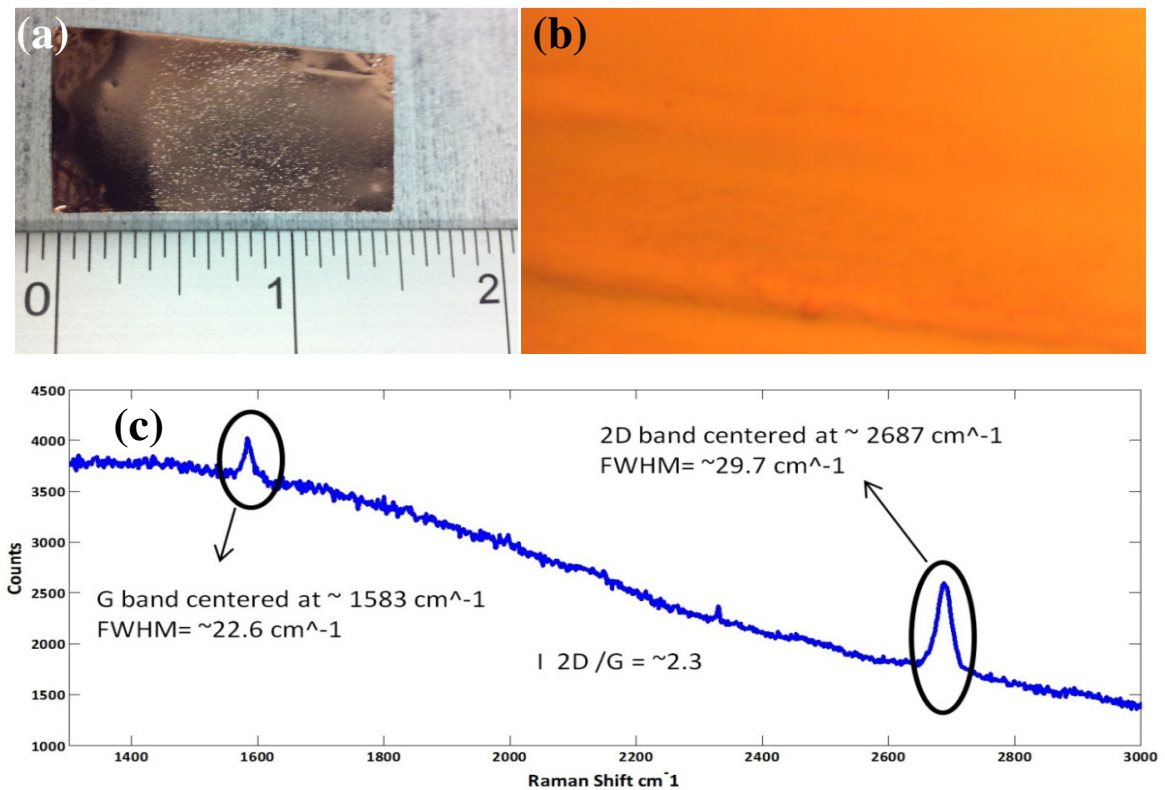 (a)
(b)
0 1 2
(c)
4500
4000
3500
3000
2500
2000
1500
1000
Counts
2D band centered at ~ 2687 cm^-1
FWHM= ~29.7 cm^-1
G band centered at ~ 1583 cm^-1
FWHM= ~22.6 cm^-1
I 2D /G = ~2.3
1400 1600 1800 2000 2200 2400 2600 2800 3000
Raman Shift cm⁻1